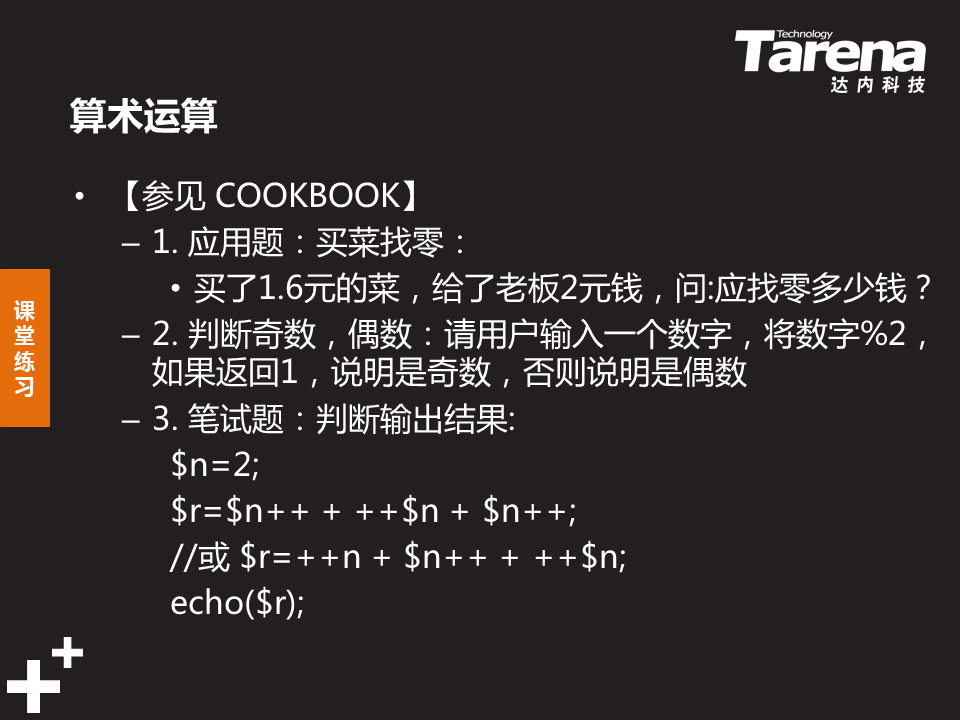 Technology
Tarena
达内科技
算术运算
• 【参见 COOKBOOK】
– 1. 应用题：买菜找零：
• 买了1.6元的菜，给了老板2元钱，问:应找零多少钱？
– 2. 判断奇数，偶数：请用户输入一个数字，将数字%2，
如果返回1，说明是奇数，否则说明是偶数
– 3. 笔试题：判断输出结果:
$n=2;
$r=$n++ + ++$n + $n++;
//或 $r=++n + $n++ + ++$n;
echo($r);
课
堂
练
习